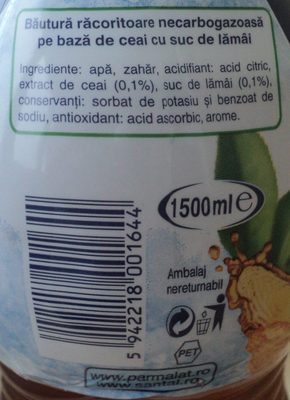 Băutură răcoritoare necarbogazoasă
pe bază de ceai cu suc de lămâi
Ingrediente: apă, zahăr, acidifiant: acid citric,
extract de ceai (0,1%), suc de lămâi (0,1%),
conservanți: sorbat de potasiu și benzoat de
sodiu, antioxidant: acid ascorbic, arome.
1500ml e
5 942218 001644
Ambalaj
nereturnabil
PET
www.parmalat.ro
www.santal.ro